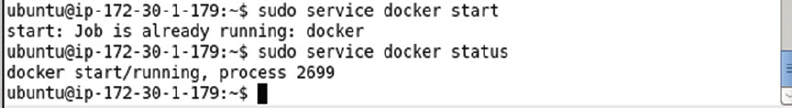 ubuntu@ip-172-30-1-179:~$ sudo service docker start
start: Job is already running: docker
ubuntu@ip-172-30-1-179:~$ sudo service docker status
docker start/running, process 2699
ubuntu@ip-172-30-1-179:~$